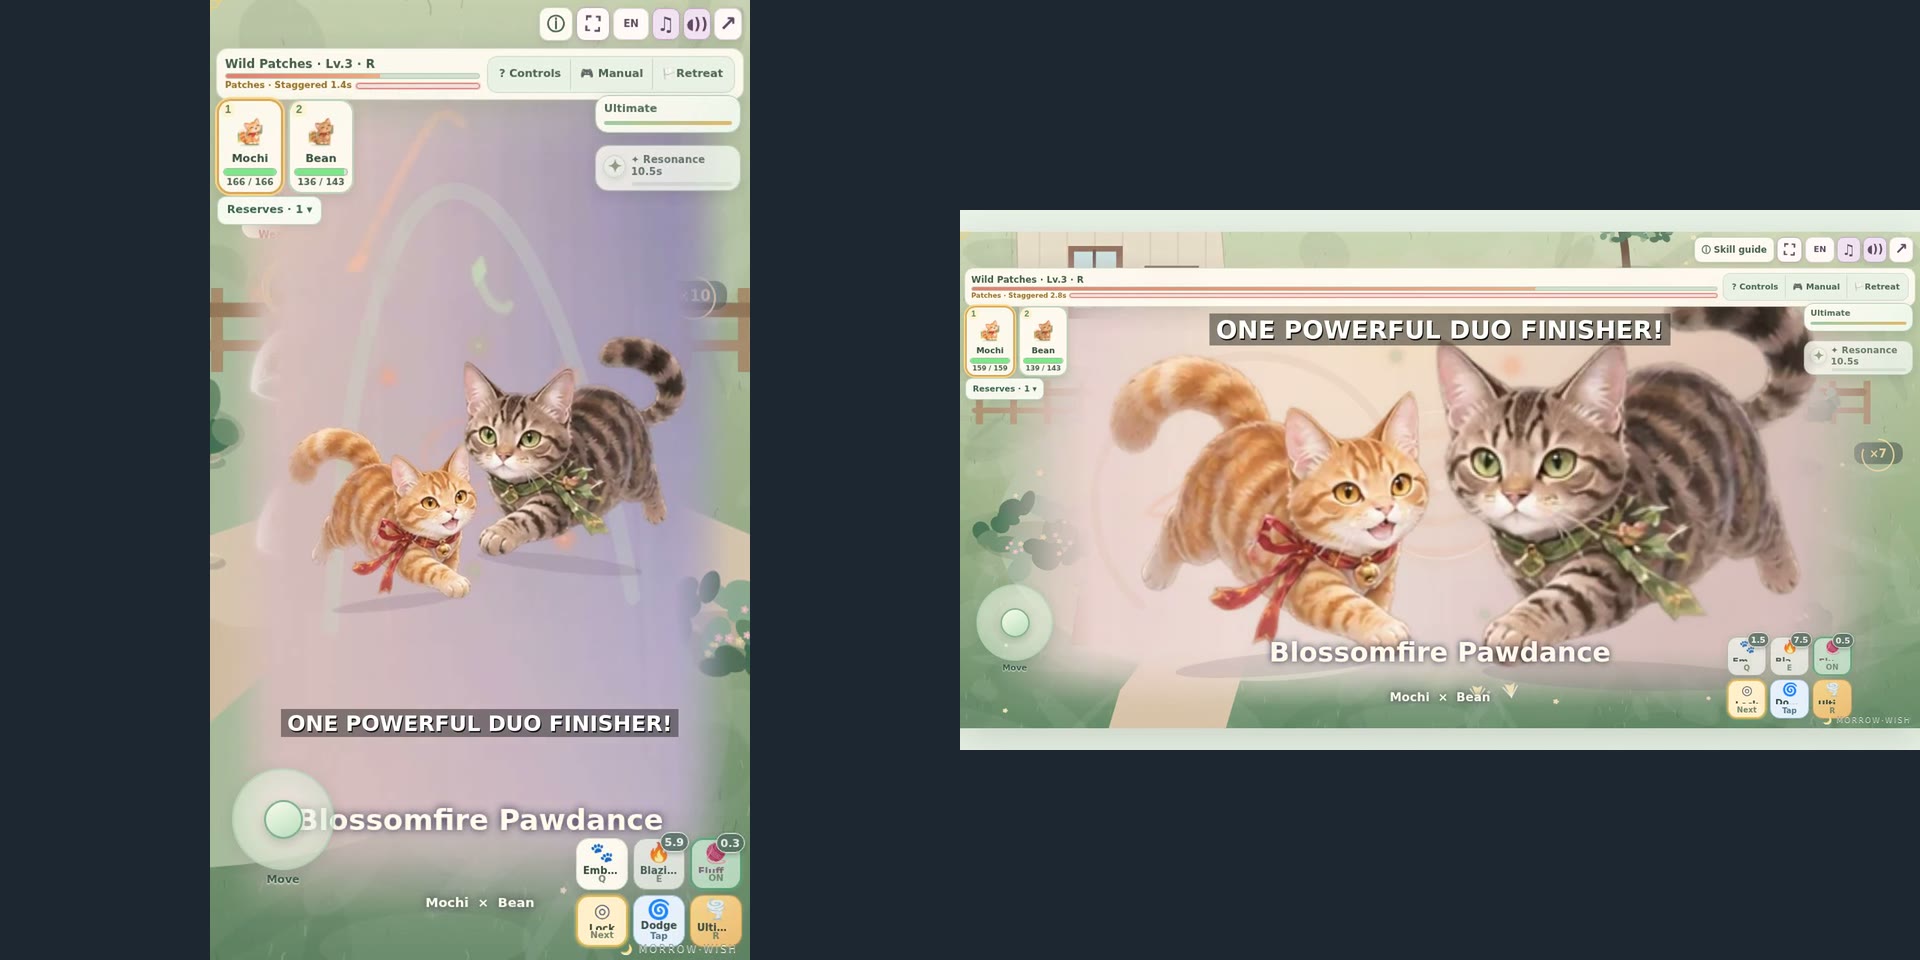 EN
Wild Patches · Lv.3 · R
? Controls
Manual
Retreat
Patches · Staggered 1.4s
1
Mochi
166 / 166
2
Bean
136 / 143
Ultimate
✦ Resonance
10.5s
Reserves · 1 ▾
×10
ONE POWERFUL DUO FINISHER!
Blossomfire Pawdance
Move
Mochi × Bean
Emb...
Q
5.9
Blazi...
E
0.3
Fluff
ON
Lock
Next
Dodge
Tap
Ulti...
R
MORROW-WISH
ⓘ Skill guide
EN
Wild Patches · Lv.3 · R
? Controls
Manual
Retreat
Patches · Staggered 2.8s
1
Mochi
159 / 159
2
Bean
139 / 143
Ultimate
✦ Resonance
10.5s
Reserves · 1 ▾
ONE POWERFUL DUO FINISHER!
×7
Blossomfire Pawdance
Move
Mochi × Bean
1.5
Q
7.5
E
0.5
ON
Next
Tap
R
MORROW-WISH